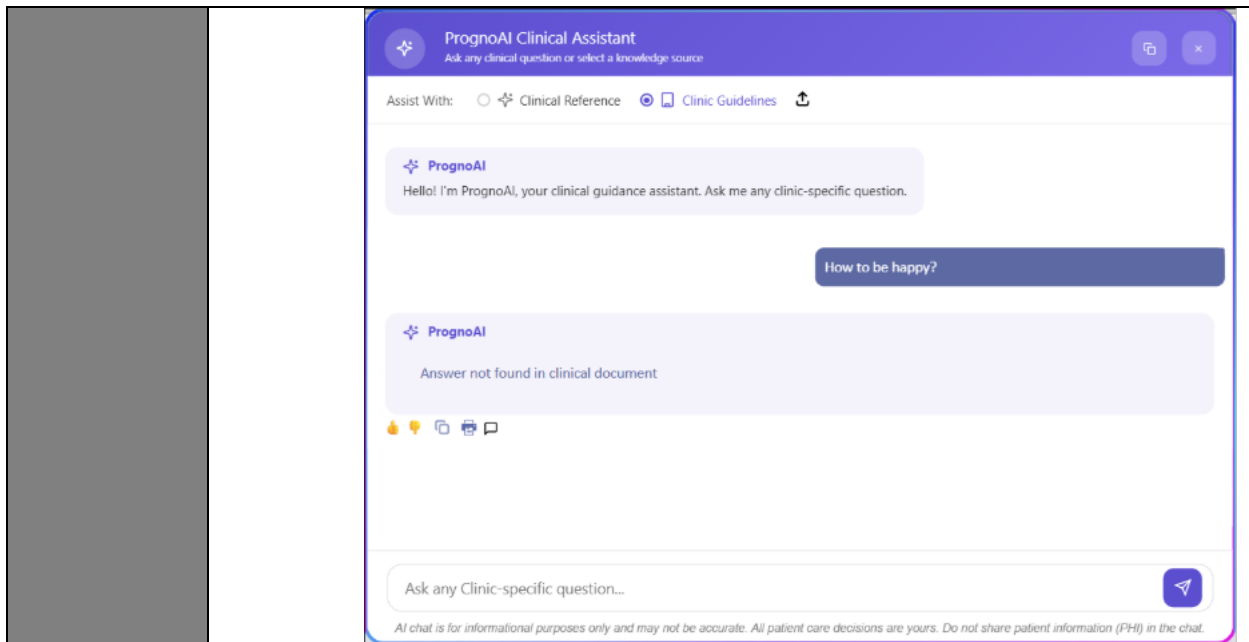 PrognoAI Clinical Assistant
Ask any clinical question or select a knowledge source
Assist With: Clinical Reference Clinic Guidelines
PrognoAI
Hello! I'm PrognoAI, your clinical guidance assistant. Ask me any clinic-specific question.
How to be happy?
PrognoAI
Answer not found in clinical document
Ask any Clinic-specific question...
AI chat is for informational purposes only and may not be accurate. All patient care decisions are yours. Do not share patient information (PHI) in the chat.